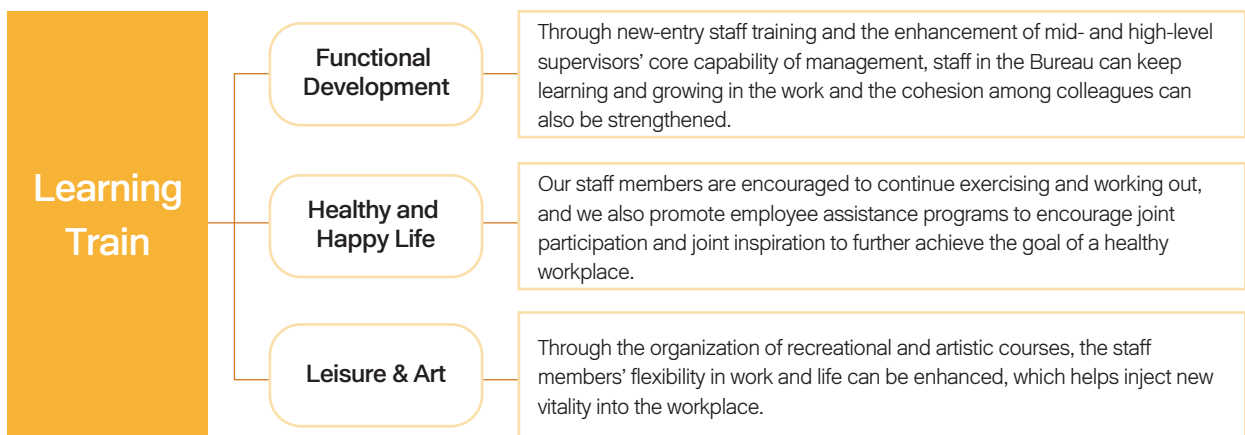 Learning
Train
Functional
Development
Through new-entry staff training and the enhancement of mid- and high-level
supervisors' core capability of management, staff in the Bureau can keep
learning and growing in the work and the cohesion among colleagues can
also be strengthened.
Healthy and
Happy Life
Our staff members are encouraged to continue exercising and working out,
and we also promote employee assistance programs to encourage joint
participation and joint inspiration to further achieve the goal of a healthy
workplace.
Leisure & Art
Through the organization of recreational and artistic courses, the staff
members' flexibility in work and life can be enhanced, which helps inject new
vitality into the workplace.